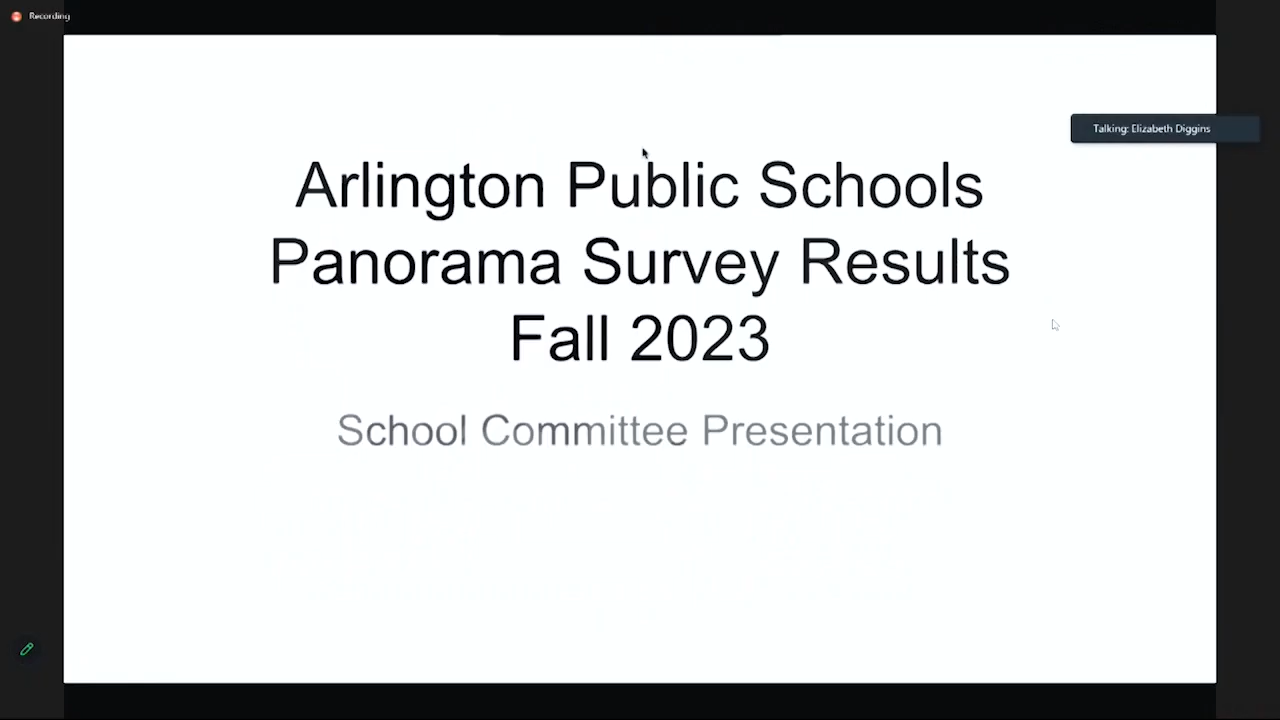 Recording
Talking: Elizabeth Diggins
Arlington Public Schools
Panorama Survey Results
Fall 2023
School Committee Presentation